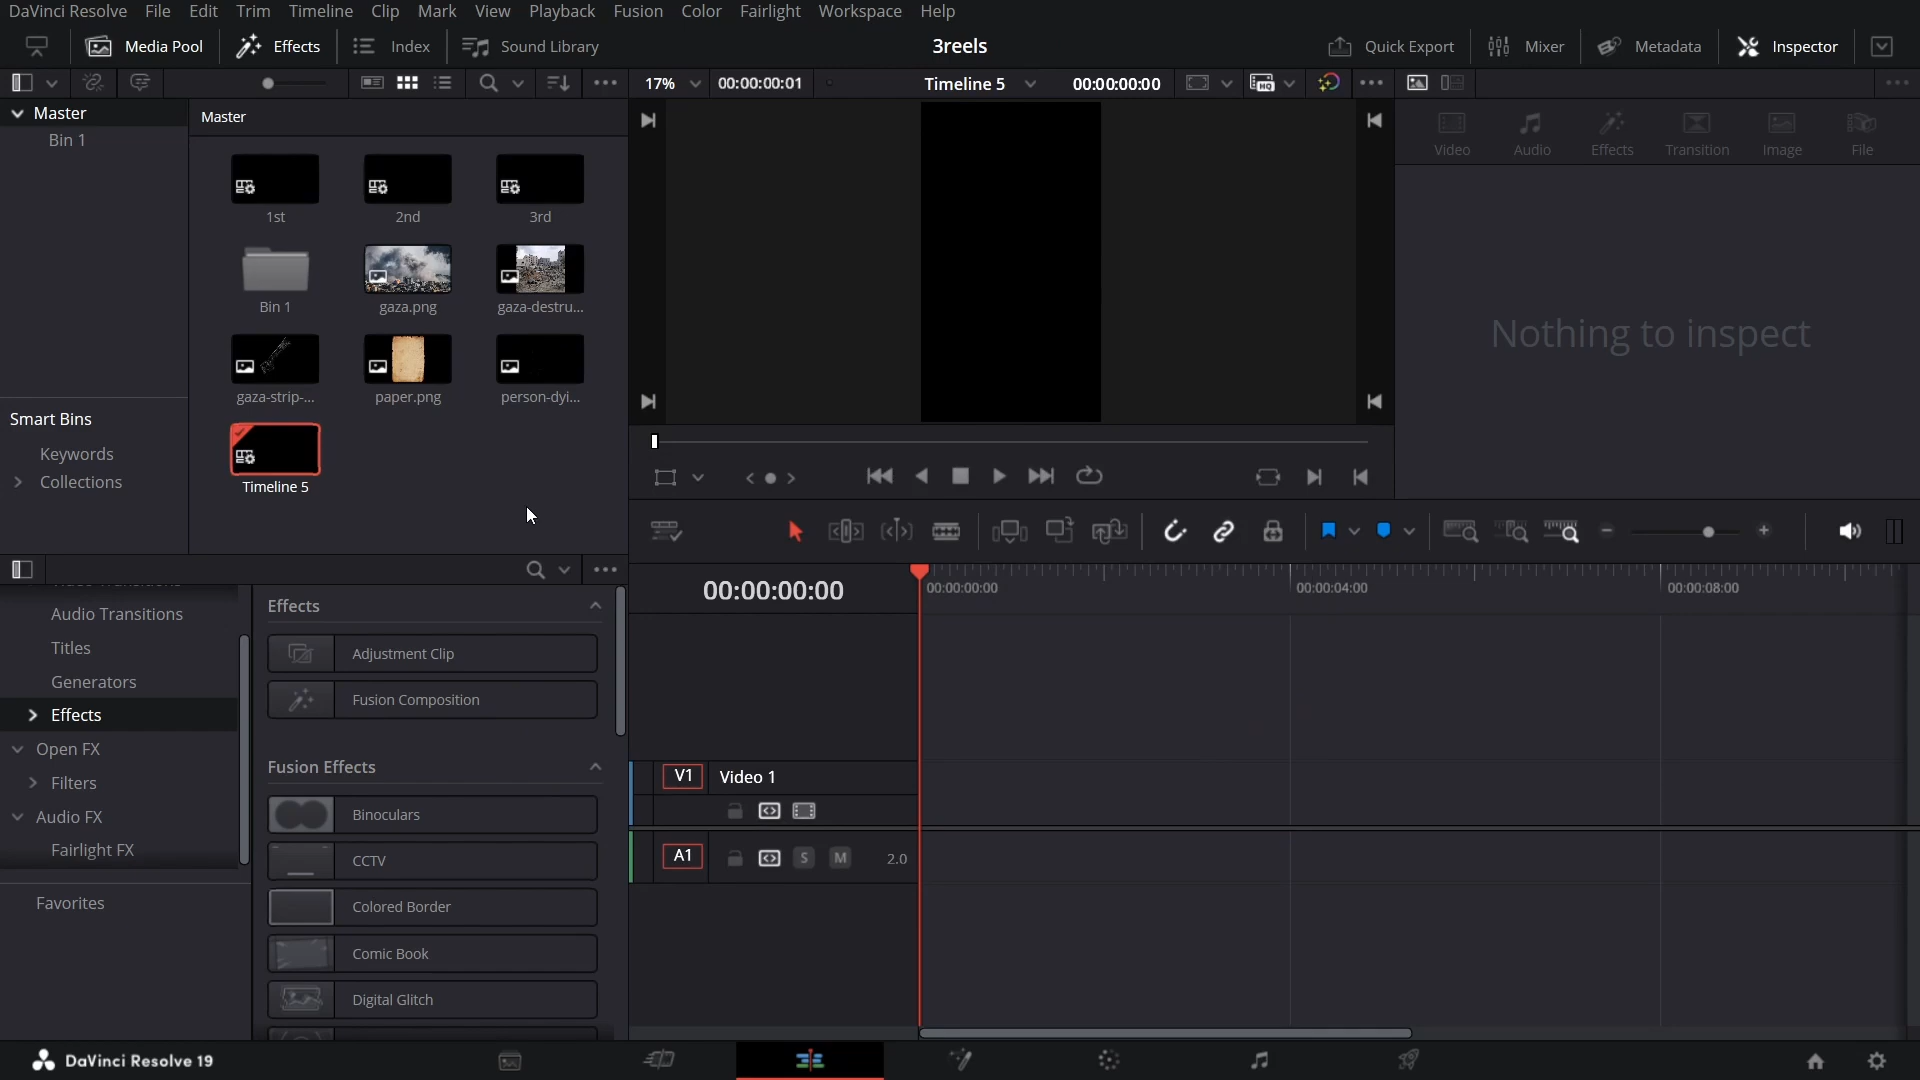 DaVinci Resolve File Edit Trim Timeline Clip Mark View Playback Fusion Color Fairlight Workspace Help
Media Pool Effects Index Sound Library 3reels Quick Export Mixer Metadata Inspector
17% 00:00:00:01 Timeline 5 00:00:00:00
Master
Bin 1
Master
1st 2nd 3rd
Bin 1 gaza.png gaza-destru...
gaza-strip-... paper.png person-dyi...
Timeline 5
Smart Bins
Keywords
Collections
Video Audio Effects Transition Image File
Nothing to inspect
Audio Transitions
Titles
Generators
Effects
Open FX
Filters
Audio FX
Fairlight FX
Favorites
Effects
Adjustment Clip
Fusion Composition
Fusion Effects
Binoculars
CCTV
Colored Border
Comic Book
Digital Glitch
00:00:00:00 00:00:00:00 00:00:04:00 00:00:08:00
V1 Video 1
A1 S M 2.0
DaVinci Resolve 19